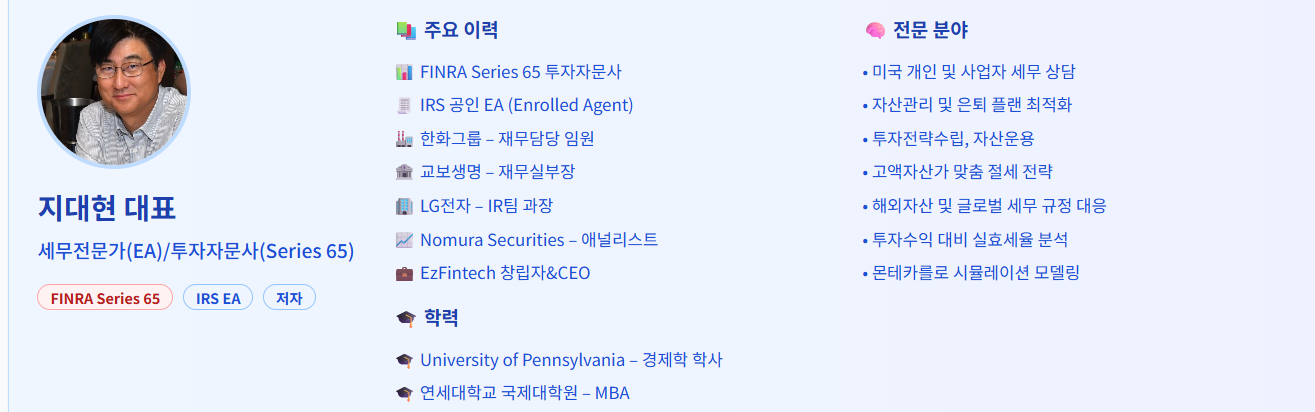 지대현 대표
세무전문가(EA)/투자자문사(Series 65)
FINRA Series 65
IRS EA
저자
주요 이력
FINRA Series 65 투자자문사
IRS 공인 EA (Enrolled Agent)
한화그룹 – 재무담당 임원
교보생명 – 재무실부장
LG전자 – IR팀 과장
Nomura Securities – 애널리스트
EzFintech 창립자&CEO
학력
University of Pennsylvania – 경제학 학사
연세대학교 국제대학원 – MBA
전문 분야
• 미국 개인 및 사업자 세무 상담
• 자산관리 및 은퇴 플랜 최적화
• 투자전략수립, 자산운용
• 고액자산가 맞춤 절세 전략
• 해외자산 및 글로벌 세무 규정 대응
• 투자수익 대비 실효세율 분석
• 몬테카를로 시뮬레이션 모델링